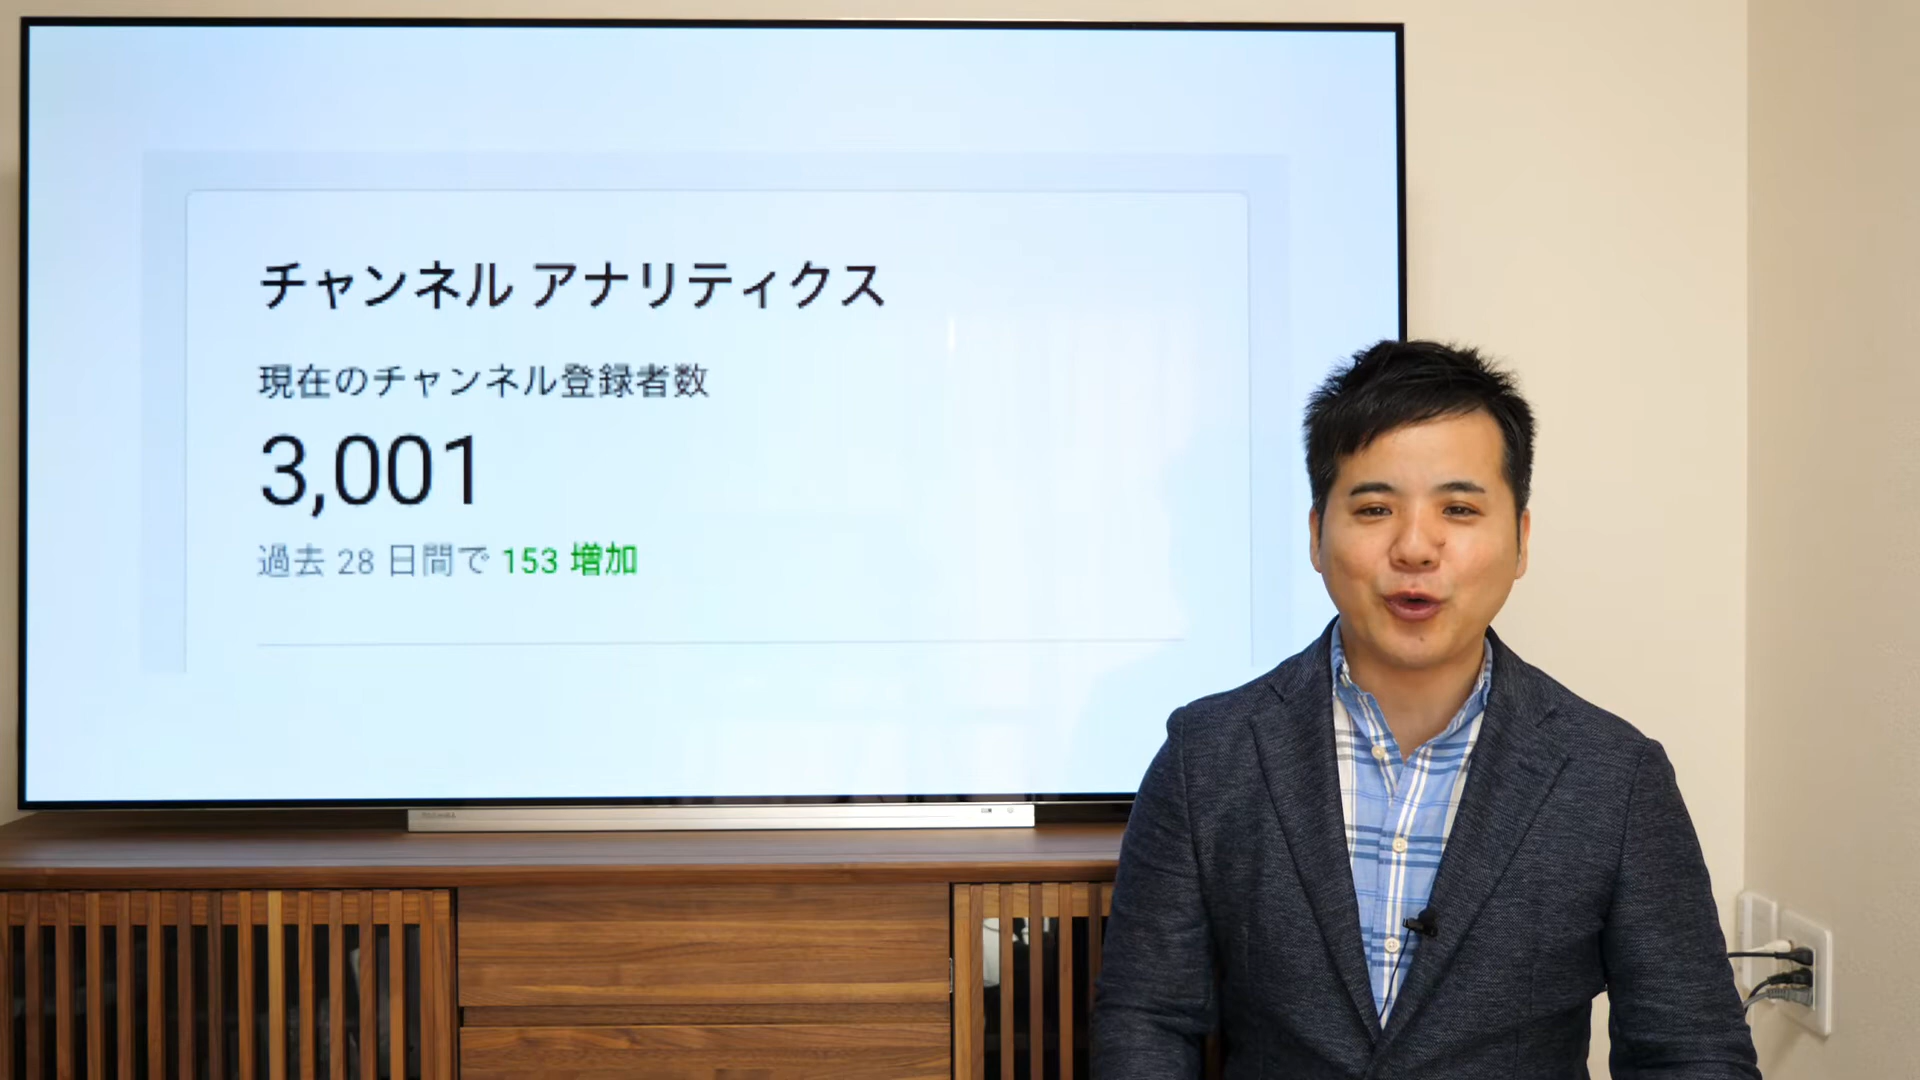 チャンネル アナリティクス
現在のチャンネル登録者数
3,001
過去 28 日間で 153 増加
TOSHIBA